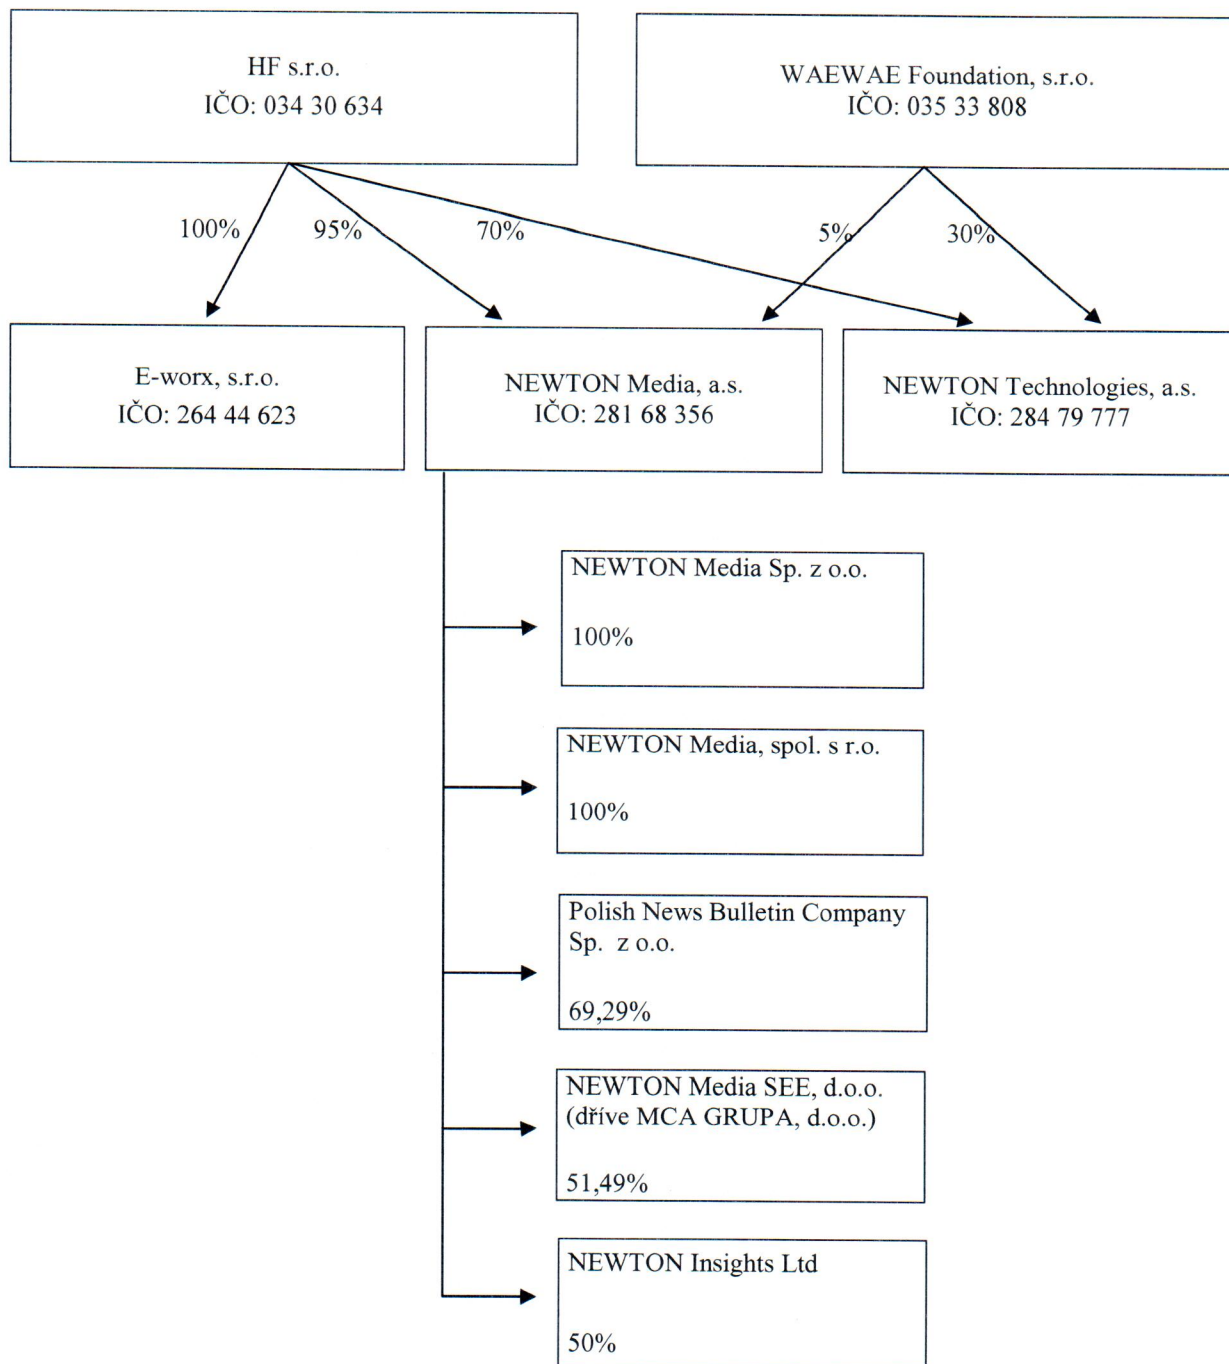 HF s.r.o.
IČO: 034 30 634
WAEWAE Foundation, s.r.o.
IČO: 035 33 808
100%
95%
70%
5%
30%
E-worx, s.r.o.
IČO: 264 44 623
NEWTON Media, a.s.
IČO: 281 68 356
NEWTON Technologies, a.s.
IČO: 284 79 777
NEWTON Media Sp. z o.o.
100%
NEWTON Media, spol. s r.o.
100%
Polish News Bulletin Company
Sp. z o.o.
69,29%
NEWTON Media SEE, d.o.o.
(dříve MCA GRUPA, d.o.o.)
51,49%
NEWTON Insights Ltd
50%